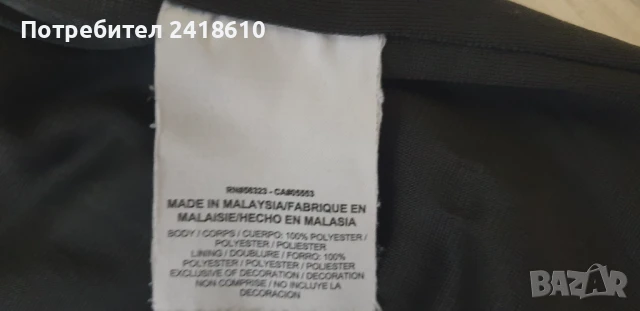 Потребител 2418610
RN#56323 - CA#05553
MADE IN MALAYSIA/FABRIQUE EN
MALAISIE/HECHO EN MALASIA
BODY / CORPS / CUERPO: 100% POLYESTER /
POLYESTER / POLIESTER
LINING / DOUBLURE / FORRO: 100%
POLYESTER / POLYESTER / POLIESTER
EXCLUSIVE OF DECORATION / DECORATION
NON COMPRISE / NO INCLUYE LA
DECORACION
BAZAR